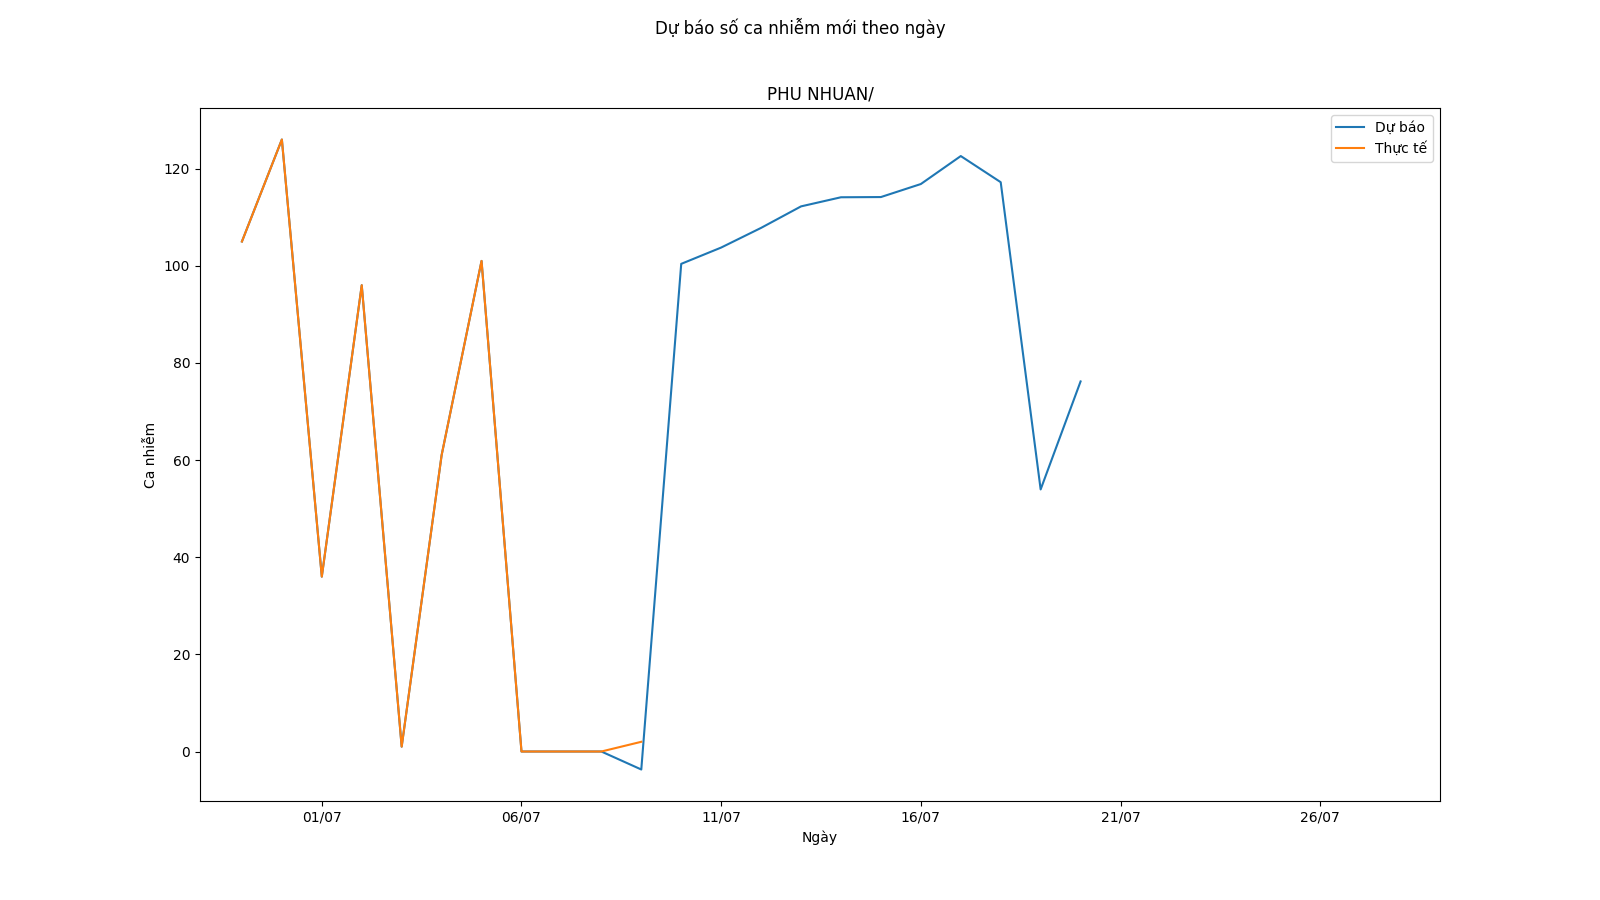 Dự báo số ca nhiễm mới theo ngày
PHU NHUAN/
Dự báo
Thực tế
120
100
80
60
40
20
0
Ca nhiễm
01/07
06/07
11/07
16/07
21/07
26/07
Ngày